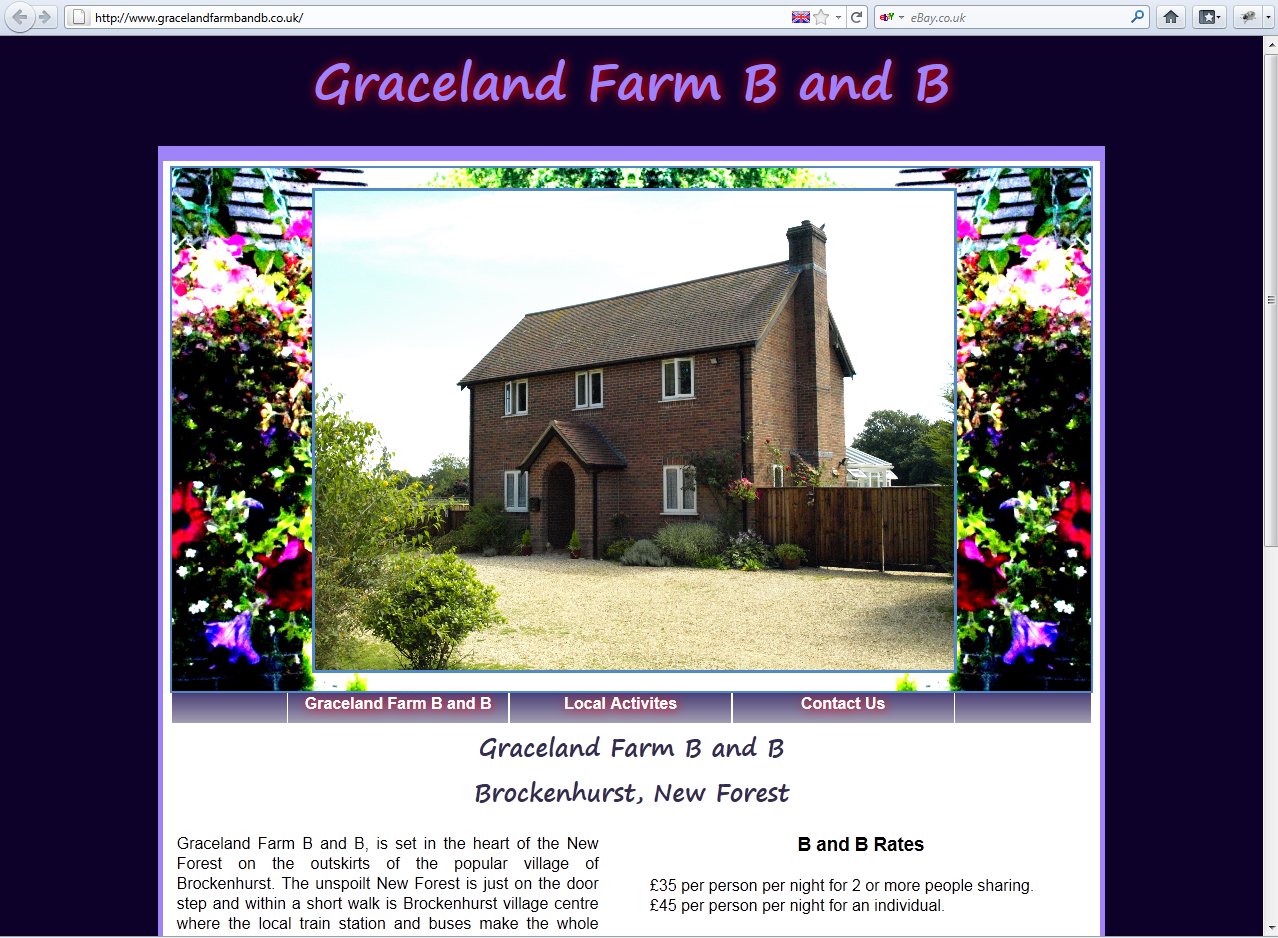 http://www.gracelandfarmbandb.co.uk/
ebY eBay.co.uk
Graceland Farm B and B
Graceland Farm B and B
Local Activites
Contact Us
Graceland Farm B and B
Brockenhurst, New Forest
Graceland Farm B and B, is set in the heart of the New
Forest on the outskirts of the popular village of
Brockenhurst. The unspoilt New Forest is just on the door
step and within a short walk is Brockenhurst village centre
where the local train station and buses make the whole
B and B Rates
£35 per person per night for 2 or more people sharing.
£45 per person per night for an individual.